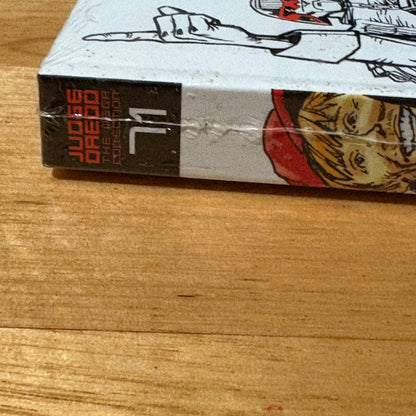 JUDGE
DREDD
THE MEGA
COLLECTION
71